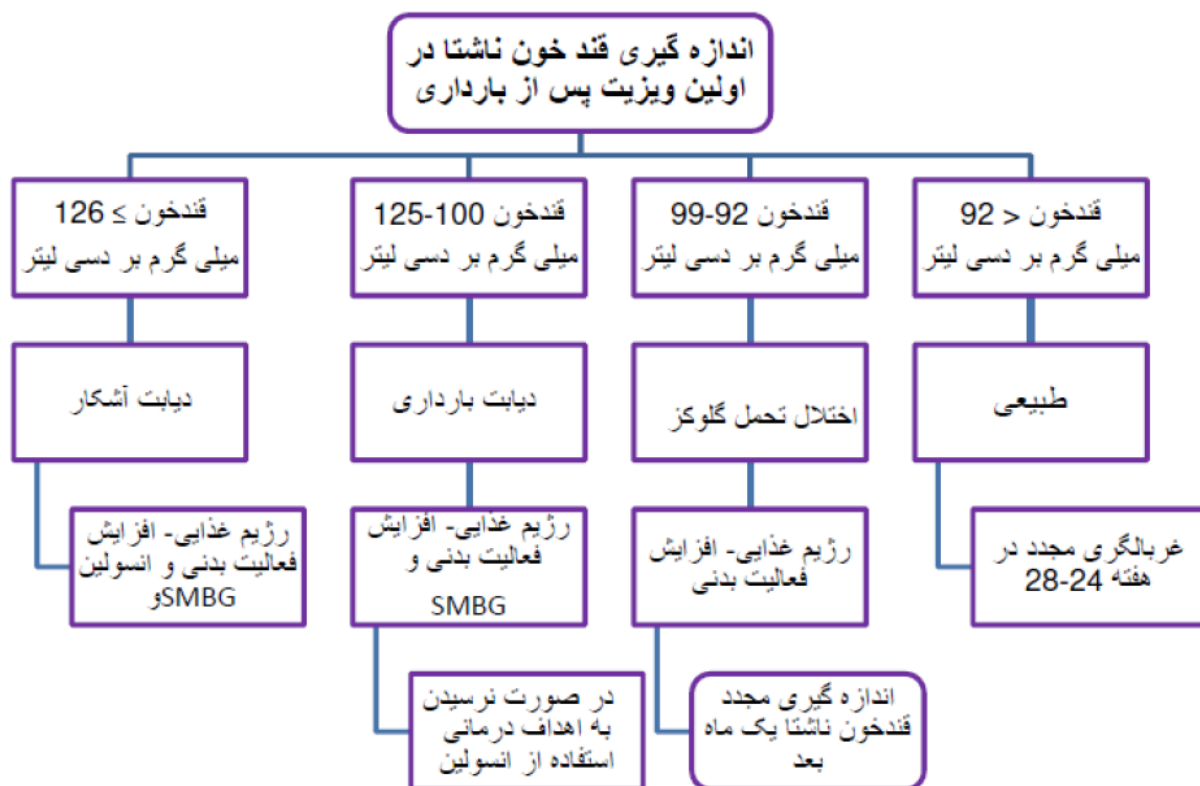 اندازه گیری قند خون ناشتا در
اولین ویزیت پس از بارداری
قندخون < 92
میلی گرم بر دسی لیتر
قندخون 92-99
میلی گرم بر دسی لیتر
قندخون 100-125
میلی گرم بر دسی لیتر
قندخون ≥ 126
میلی گرم بر دسی لیتر
طبیعی
اختلال تحمل گلوکز
دیابت بارداری
دیابت آشکار
غربالگری مجدد در
هفته 24-28
رژیم غذایی- افزایش
فعالیت بدنی
رژیم غذایی- افزایش
فعالیت بدنی و
SMBG
رژیم غذایی- افزایش
فعالیت بدنی و انسولین
وSMBG
اندازه گیری مجدد
قندخون ناشتا یک ماه
بعد
در صورت نرسیدن
به اهداف درمانی
استفاده از انسولین